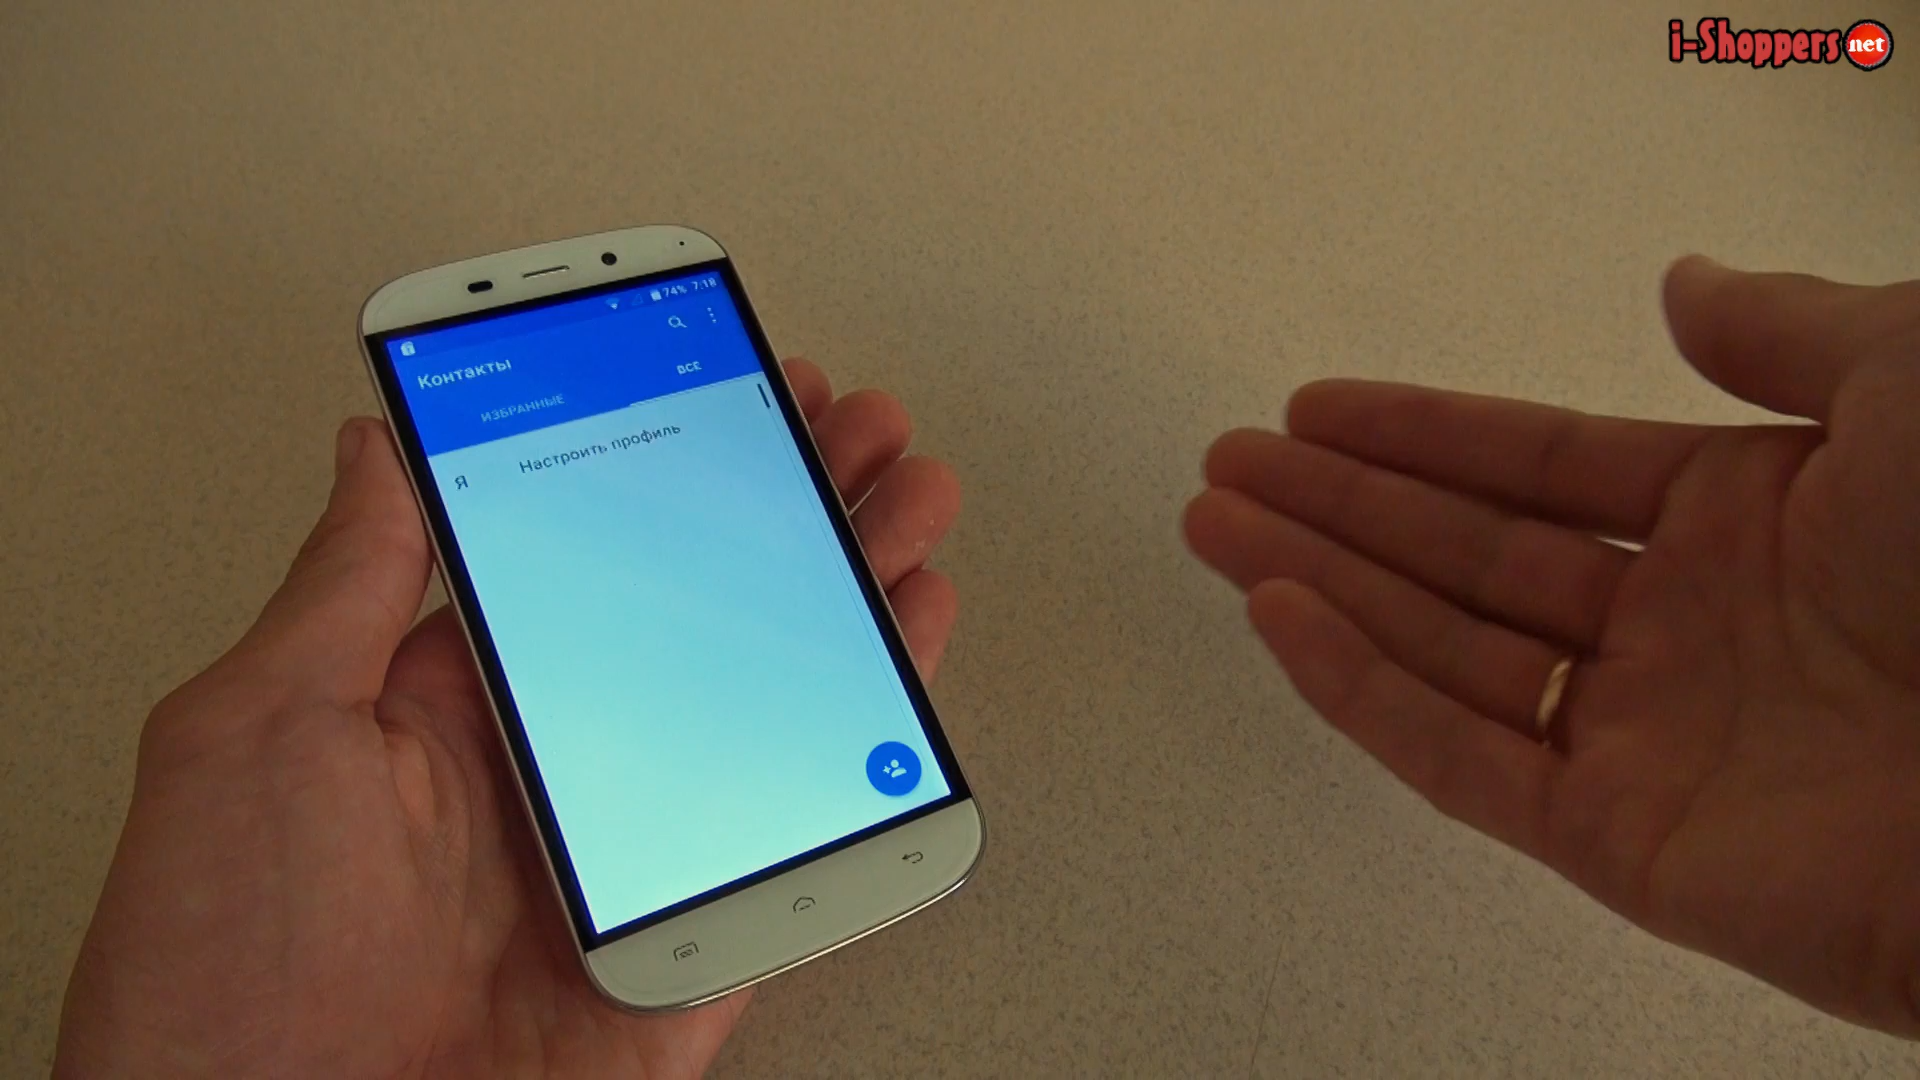 i-Shoppers net
74% 7:18
Контакты
ИЗБРАННЫЕ
ВСЕ
Я
Настроить профиль